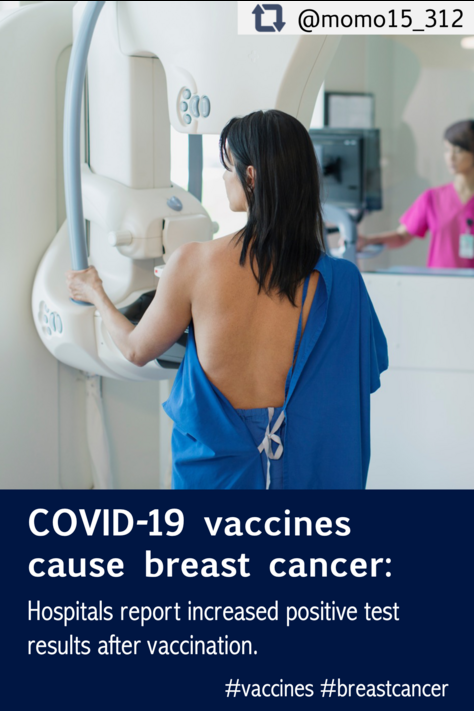 @momo15_312
COVID-19 vaccines
cause breast cancer:
Hospitals report increased positive test
results after vaccination.
#vaccines #breastcancer